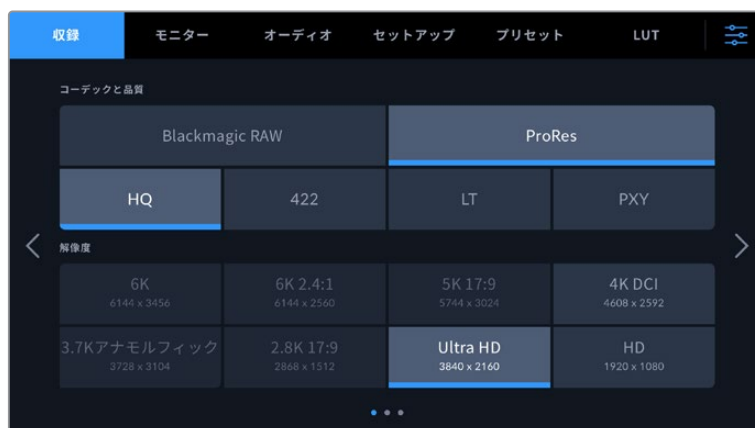 収録 モニター オーディオ セットアップ プリセット LUT
コーデックと品質
Blackmagic RAW ProRes
HQ 422 LT PXY
解像度
6K 6K 2.4:1 5K 17:9 4K DCI
6144 x 3456 6144 x 2560 5744 x 3024 4608 x 2592
3.7Kアナモルフィック 2.8K 17:9 Ultra HD HD
3728 x 3104 2868 x 1512 3840 x 2160 1920 x 1080